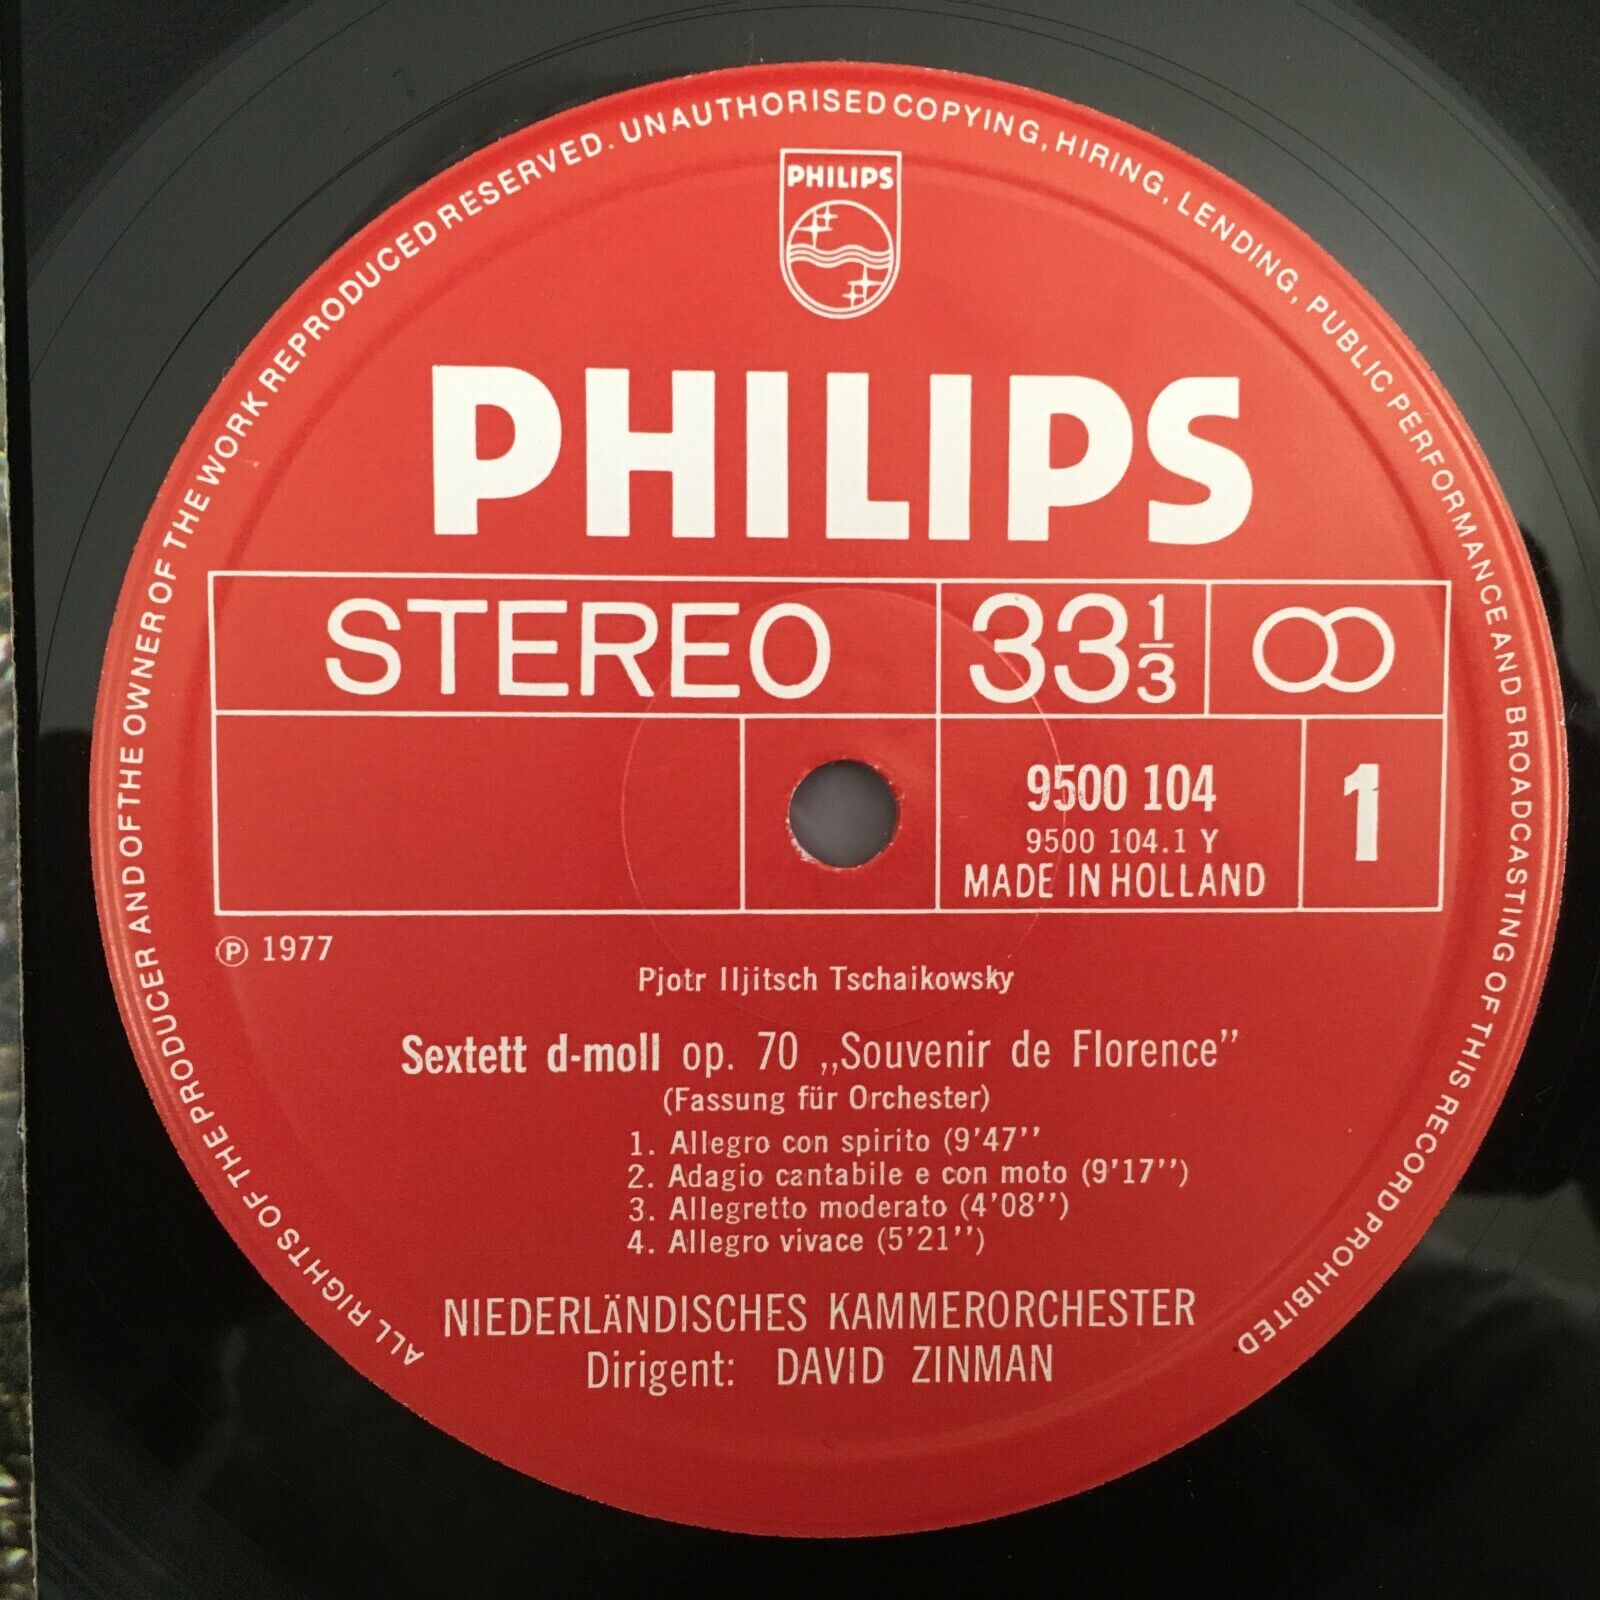 ALL RIGHTS OF THE PRODUCER AND OF THE OWNER OF THE WORK REPRODUCED RESERVED. UNAUTHORISED COPYING, HIRING, LENDING, PUBLIC PERFORMANCE AND BROADCASTING OF THIS RECORD PROHIBITED
PHILIPS
PHILIPS
STEREO 33 1/3
9500 104 1
9500 104.1 Y
MADE IN HOLLAND
Ⓟ 1977
Pjotr Iljitsch Tschaikowsky
Sextett d-moll op. 70 „Souvenir de Florence”
(Fassung für Orchester)
1. Allegro con spirito (9'47''
2. Adagio cantabile e con moto (9'17'')
3. Allegretto moderato (4'08'')
4. Allegro vivace (5'21'')
NIEDERLÄNDISCHES KAMMERORCHESTER
Dirigent: DAVID ZINMAN